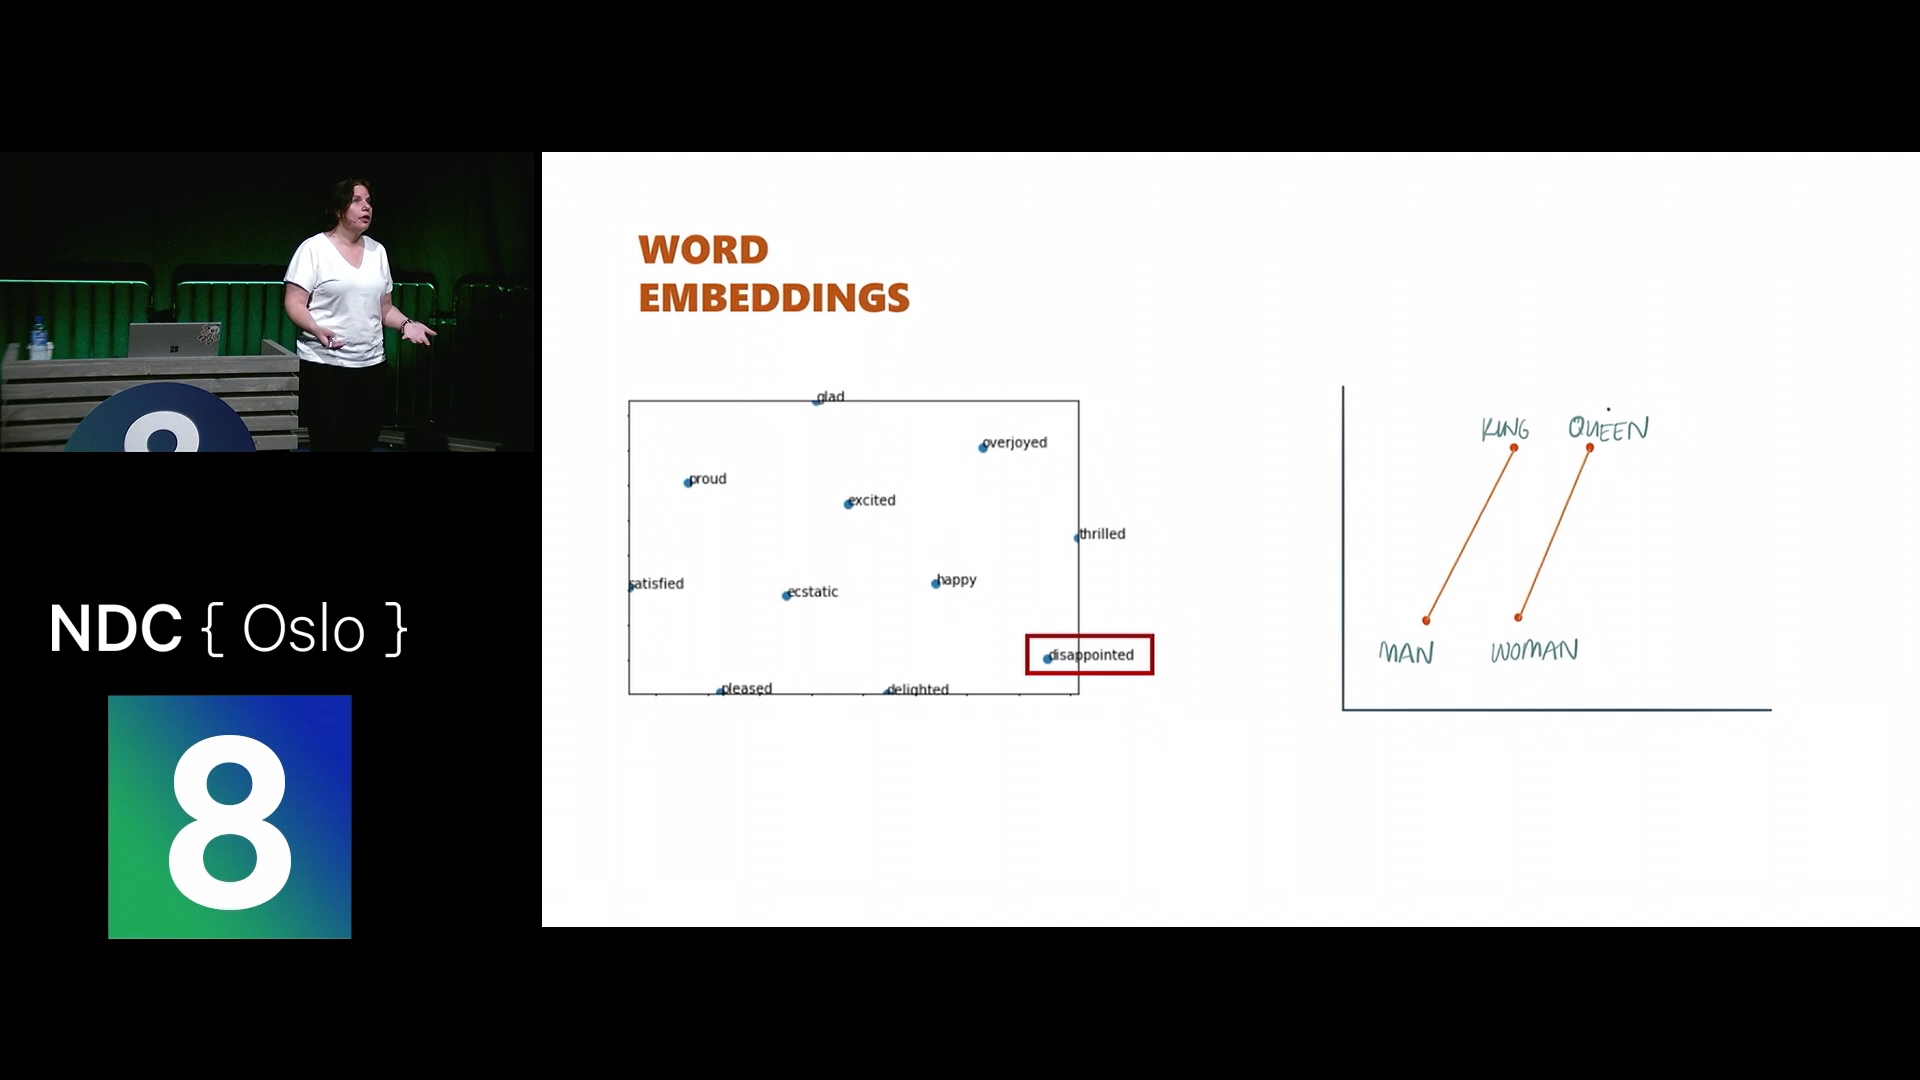 WORD
EMBEDDINGS
glad
overjoyed
proud
excited
thrilled
satisfied
ecstatic
happy
disappointed
pleased
delighted
KING QUEEN
MAN WOMAN
NDC { Oslo }
8
8